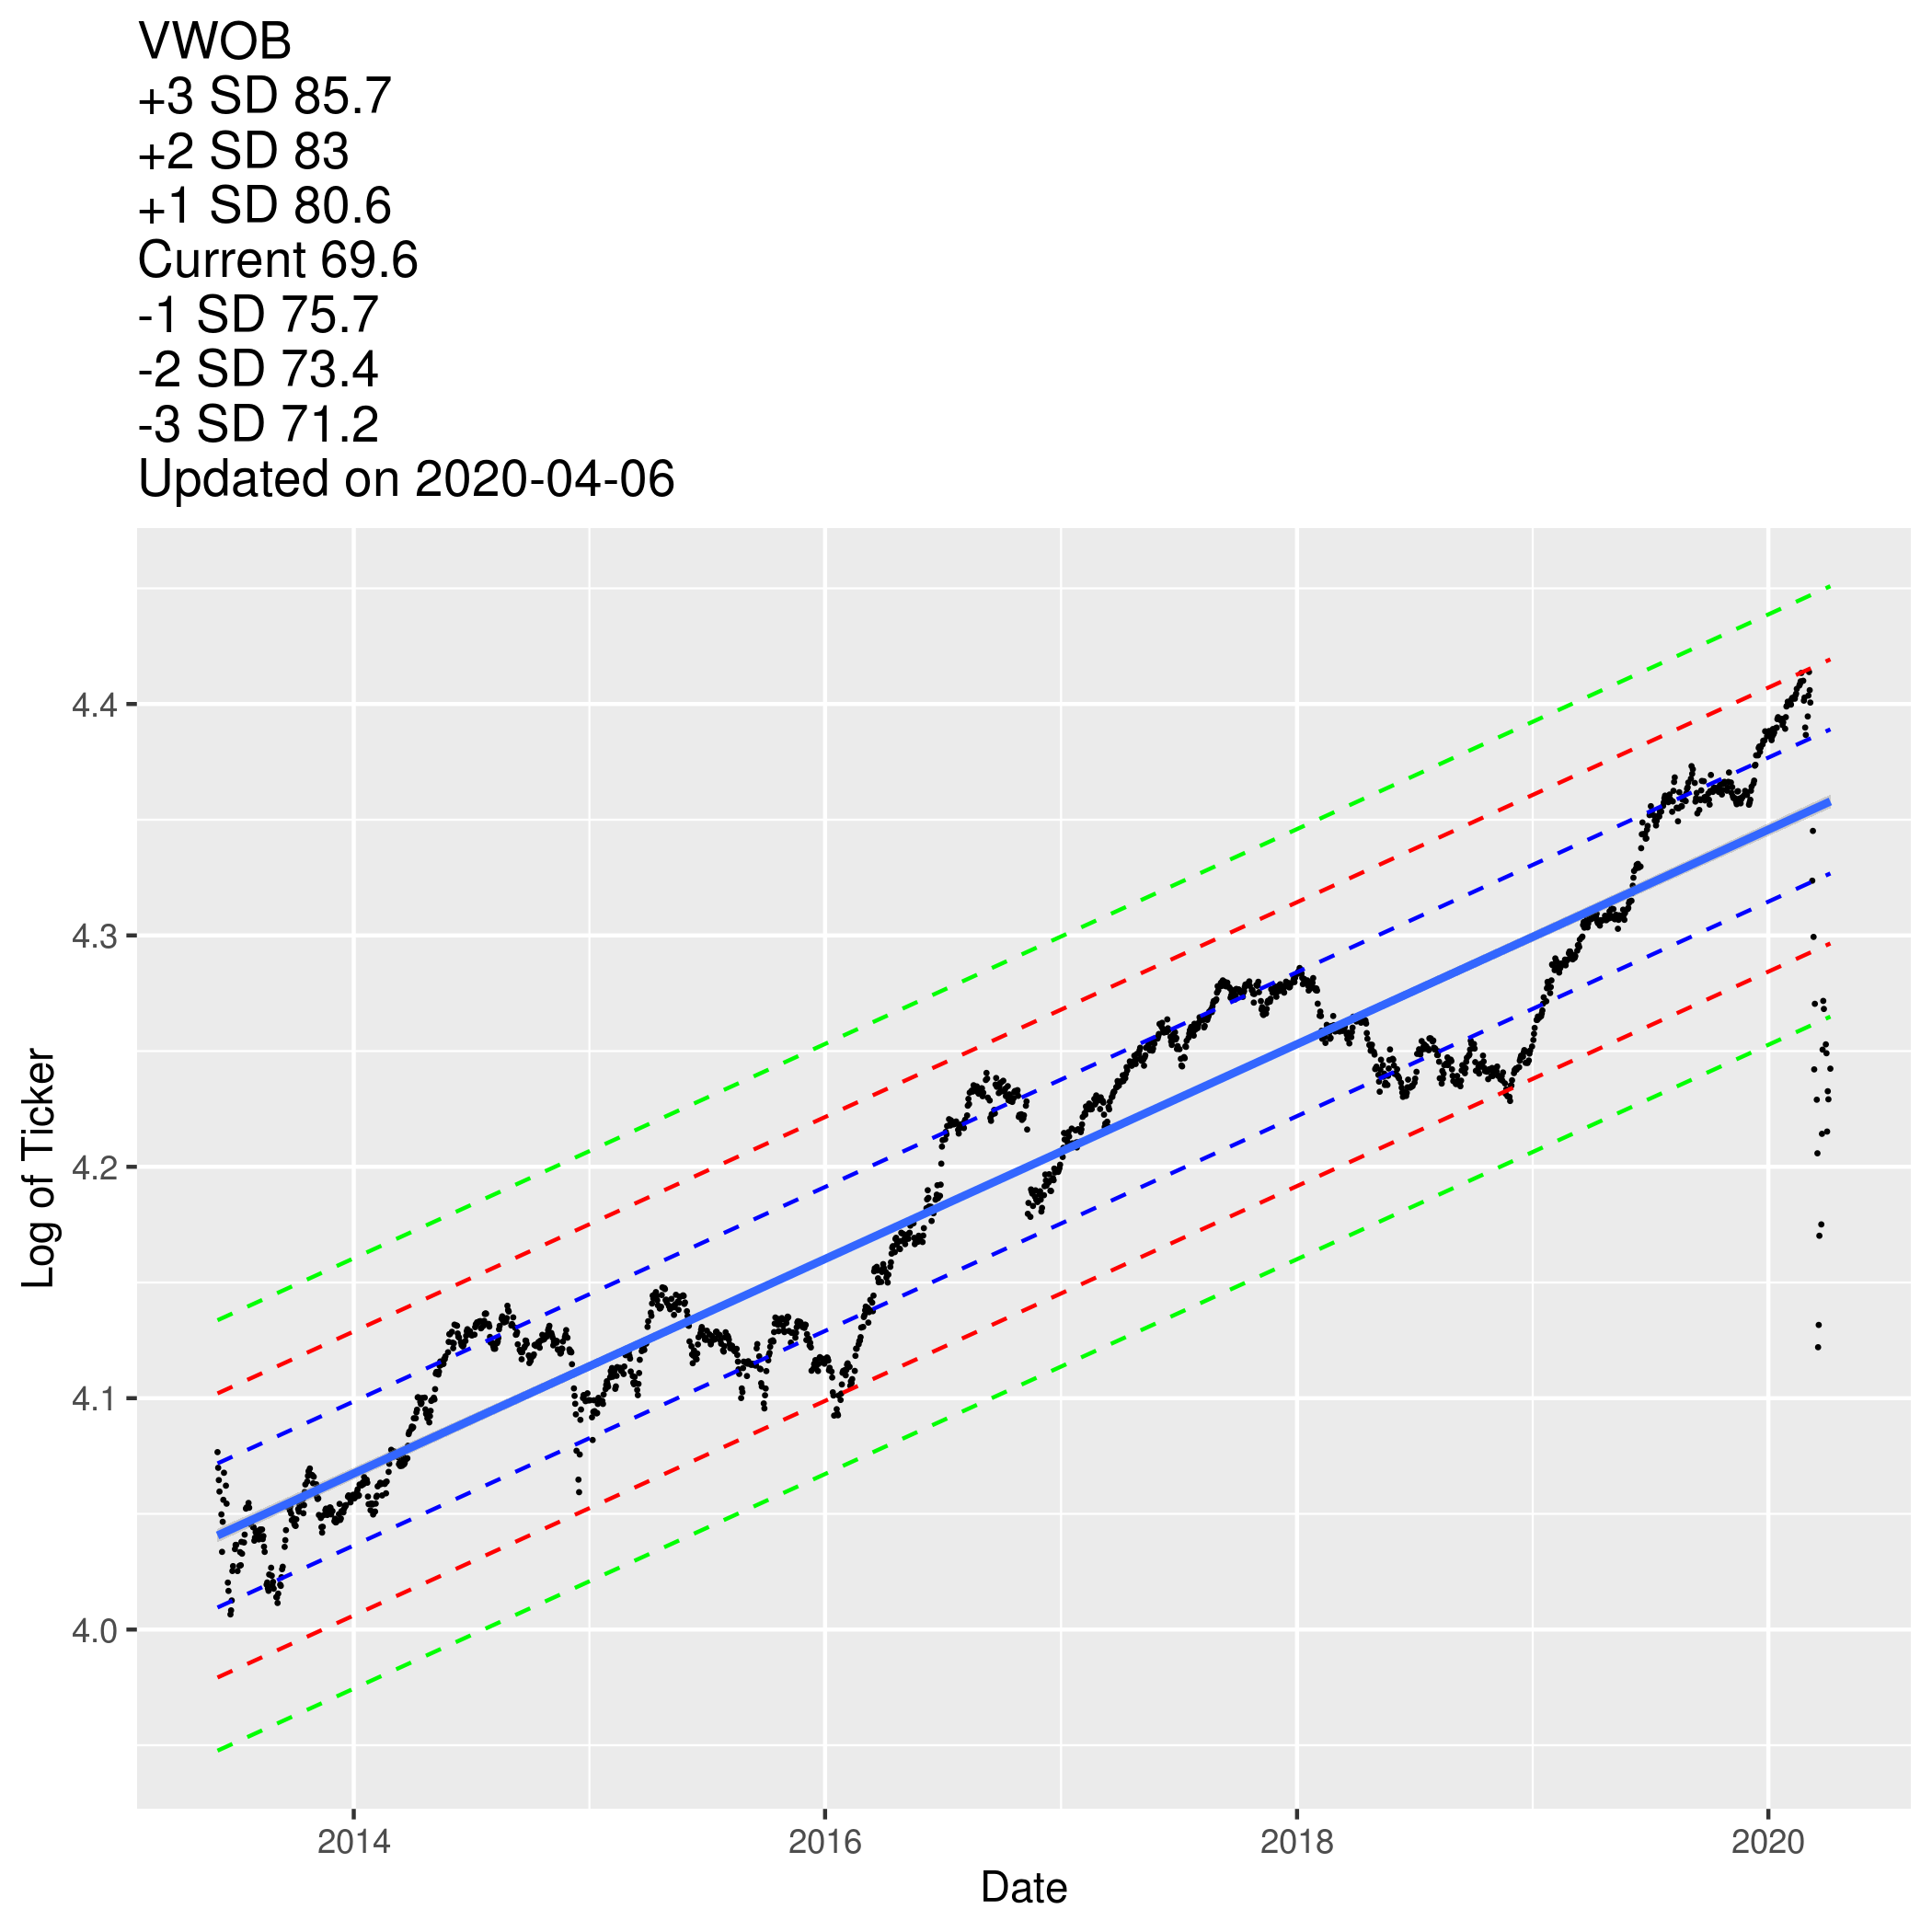 VWOB
+3 SD 85.7
+2 SD 83
+1 SD 80.6
Current 69.6
-1 SD 75.7
-2 SD 73.4
-3 SD 71.2
Updated on 2020-04-06
4.4
4.3
4.2
4.1
4.0
Log of Ticker
2014 2016 2018 2020
Date